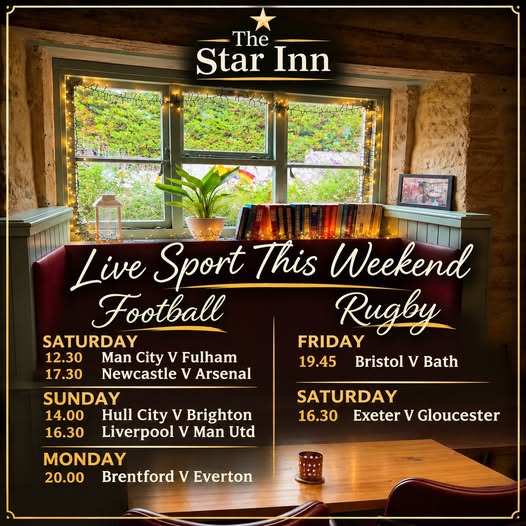 The
Star Inn
Live Sport This Weekend
Football
SATURDAY
12.30 Man City V Fulham
17.30 Newcastle V Arsenal
SUNDAY
14.00 Hull City V Brighton
16.30 Liverpool V Man Utd
MONDAY
20.00 Brentford V Everton
Rugby
FRIDAY
19.45 Bristol V Bath
SATURDAY
16.30 Exeter V Gloucester